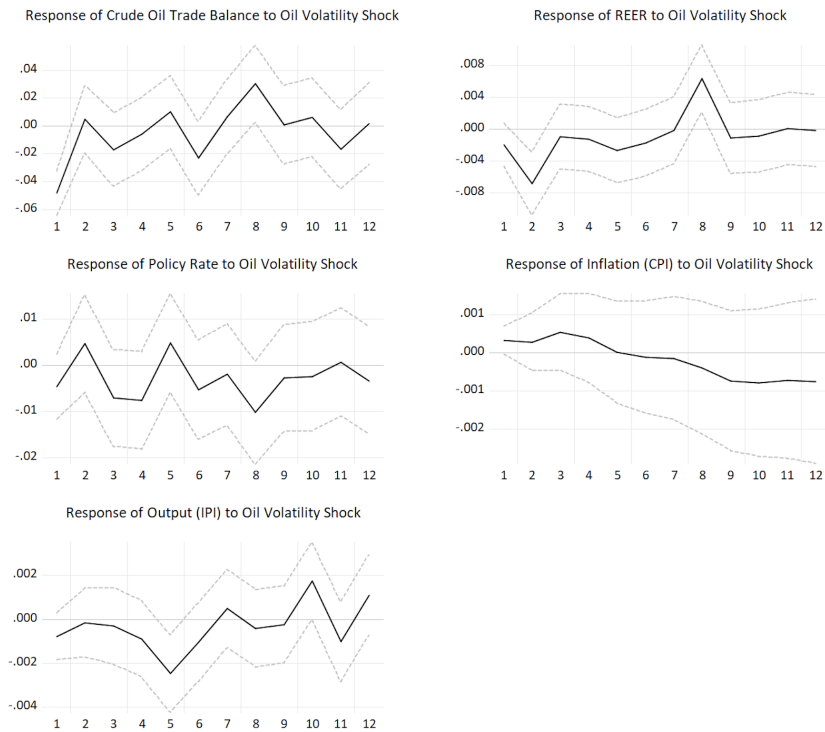 Response of Crude Oil Trade Balance to Oil Volatility Shock
.04
.02
.00
-.02
-.04
-.06
1 2 3 4 5 6 7 8 9 10 11 12
Response of REER to Oil Volatility Shock
.008
.004
.000
-.004
-.008
1 2 3 4 5 6 7 8 9 10 11 12
Response of Policy Rate to Oil Volatility Shock
.01
.00
-.01
-.02
1 2 3 4 5 6 7 8 9 10 11 12
Response of Inflation (CPI) to Oil Volatility Shock
.001
.000
-.001
-.002
1 2 3 4 5 6 7 8 9 10 11 12
Response of Output (IPI) to Oil Volatility Shock
.002
.000
-.002
-.004
1 2 3 4 5 6 7 8 9 10 11 12